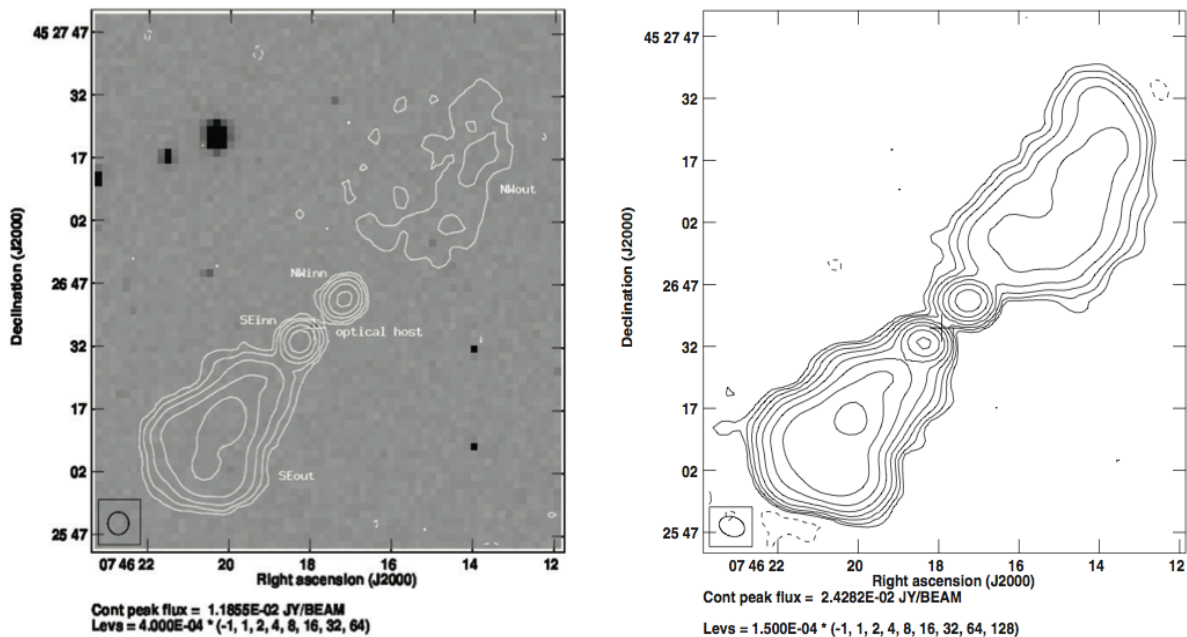 45 27 47
32
17
02
26 47
32
17
02
25 47
Declination (J2000)
NWout
NWinn
SEinn
optical host
SEout
07 46 22 20 18 16 14 12
Right ascension (J2000)
Cont peak flux = 1.1855E-02 JY/BEAM
Levs = 4.000E-04 * (-1, 1, 2, 4, 8, 16, 32, 64)
45 27 47
32
17
02
26 47
32
17
02
25 47
Declination (J2000)
07 46 22 20 18 16 14 12
Right ascension (J2000)
Cont peak flux = 2.4282E-02 JY/BEAM
Levs = 1.500E-04 * (-1, 1, 2, 4, 8, 16, 32, 64, 128)